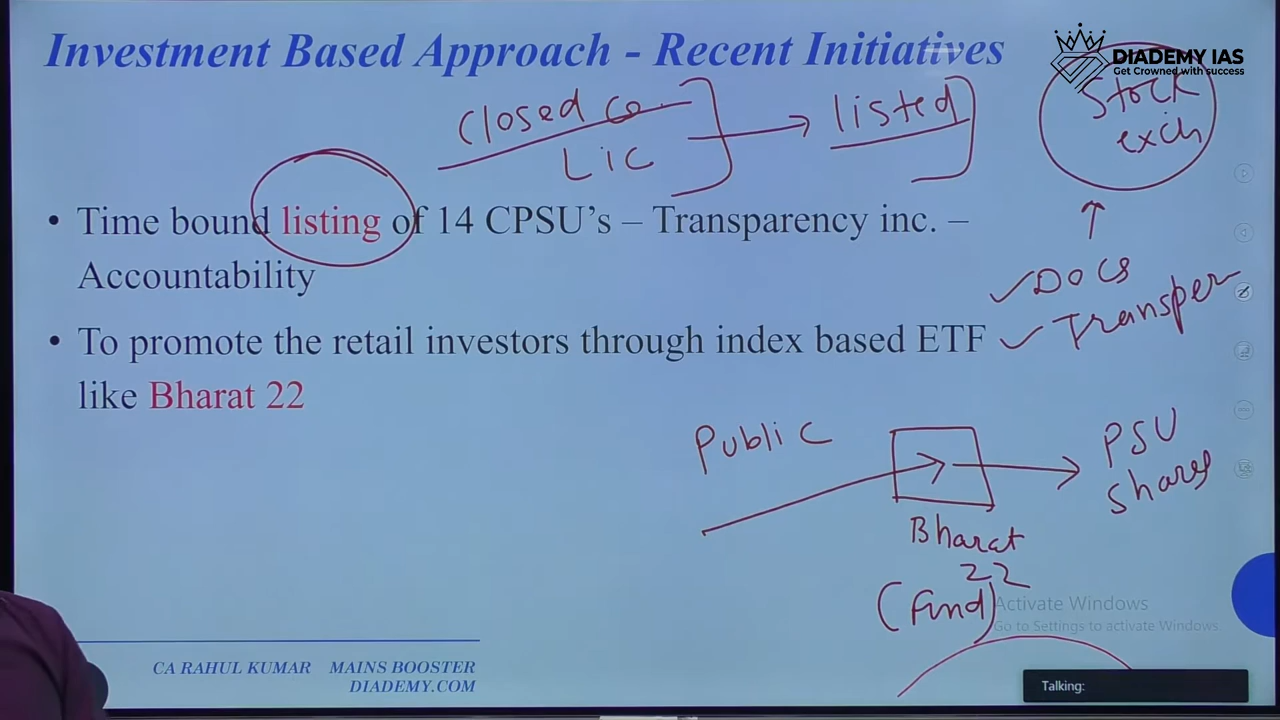 Investment Based Approach - Recent Initiatives
DIADEMY IAS
Get Crowned with success
Closed Co.
LIC
listed
Stock
exch
• Time bound listing of 14 CPSU's – Transparency inc. –
Accountability
DOCS
Transper
• To promote the retail investors through index based ETF
like Bharat 22
Public
PSU
Shares
Bharat
22
(Fund)
Activate Windows
Go to Settings to activate Windows.
CA RAHUL KUMAR MAINS BOOSTER
DIADEMY.COM
Talking: